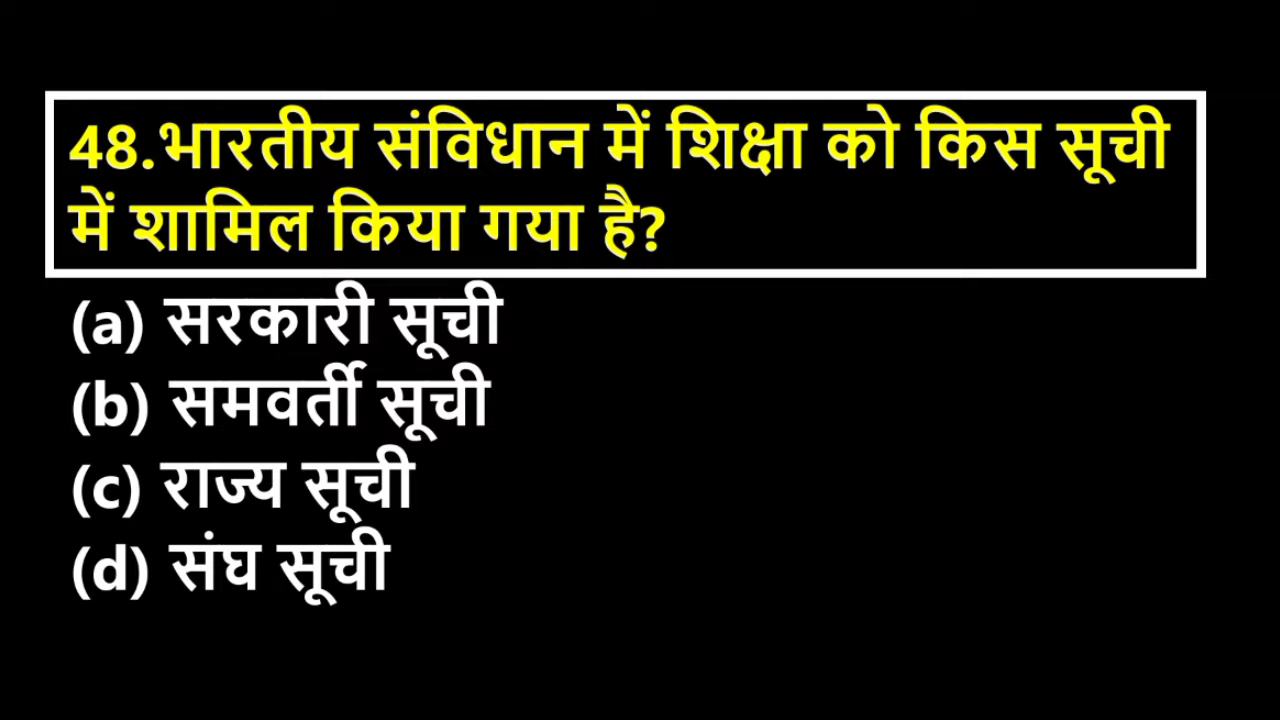 48.भारतीय संविधान में शिक्षा को किस सूची
में शामिल किया गया है?
(a) सरकारी सूची
(b) समवर्ती सूची
(c) राज्य सूची
(d) संघ सूची